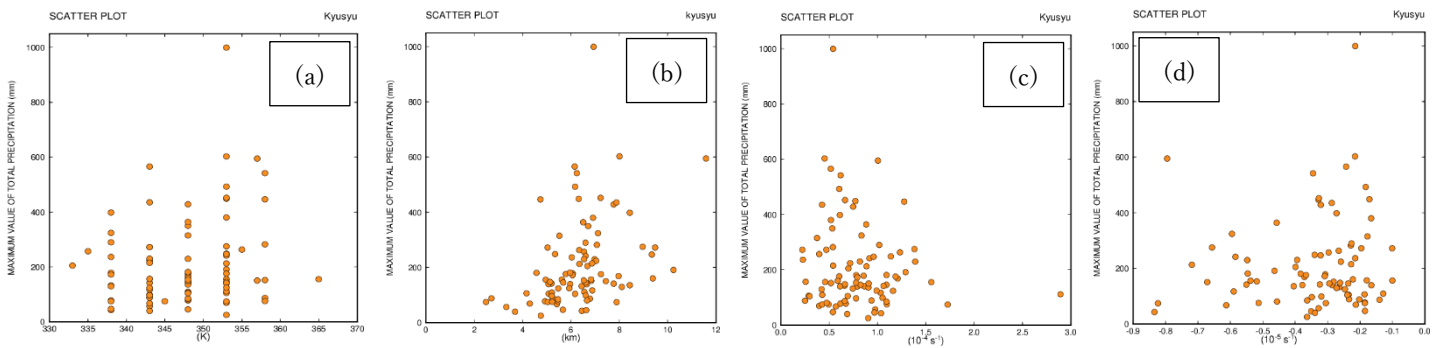 SCATTER PLOT Kyusyu
(a)
MAXIMUM VALUE OF TOTAL PRECIPITATION (mm)
1000
800
600
400
200
0
330 335 340 345 350 355 360 365 370
(K)
SCATTER PLOT kyusyu
(b)
MAXIMUM VALUE OF TOTAL PRECIPITATION (mm)
1000
800
600
400
200
0
0 2 4 6 8 10 12
(km)
SCATTER PLOT Kyusyu
(c)
MAXIMUM VALUE OF TOTAL PRECIPITATION (mm)
1000
800
600
400
200
0
0.0 0.5 1.0 1.5 2.0 2.5 3.0
(10⁻⁴ s⁻¹)
SCATTER PLOT Kyusyu
(d)
MAXIMUM VALUE OF TOTAL PRECIPITATION (mm)
1000
800
600
400
200
0
-0.9 -0.8 -0.7 -0.6 -0.5 -0.4 -0.3 -0.2 -0.1 0.0
(10⁻⁵ s⁻¹)